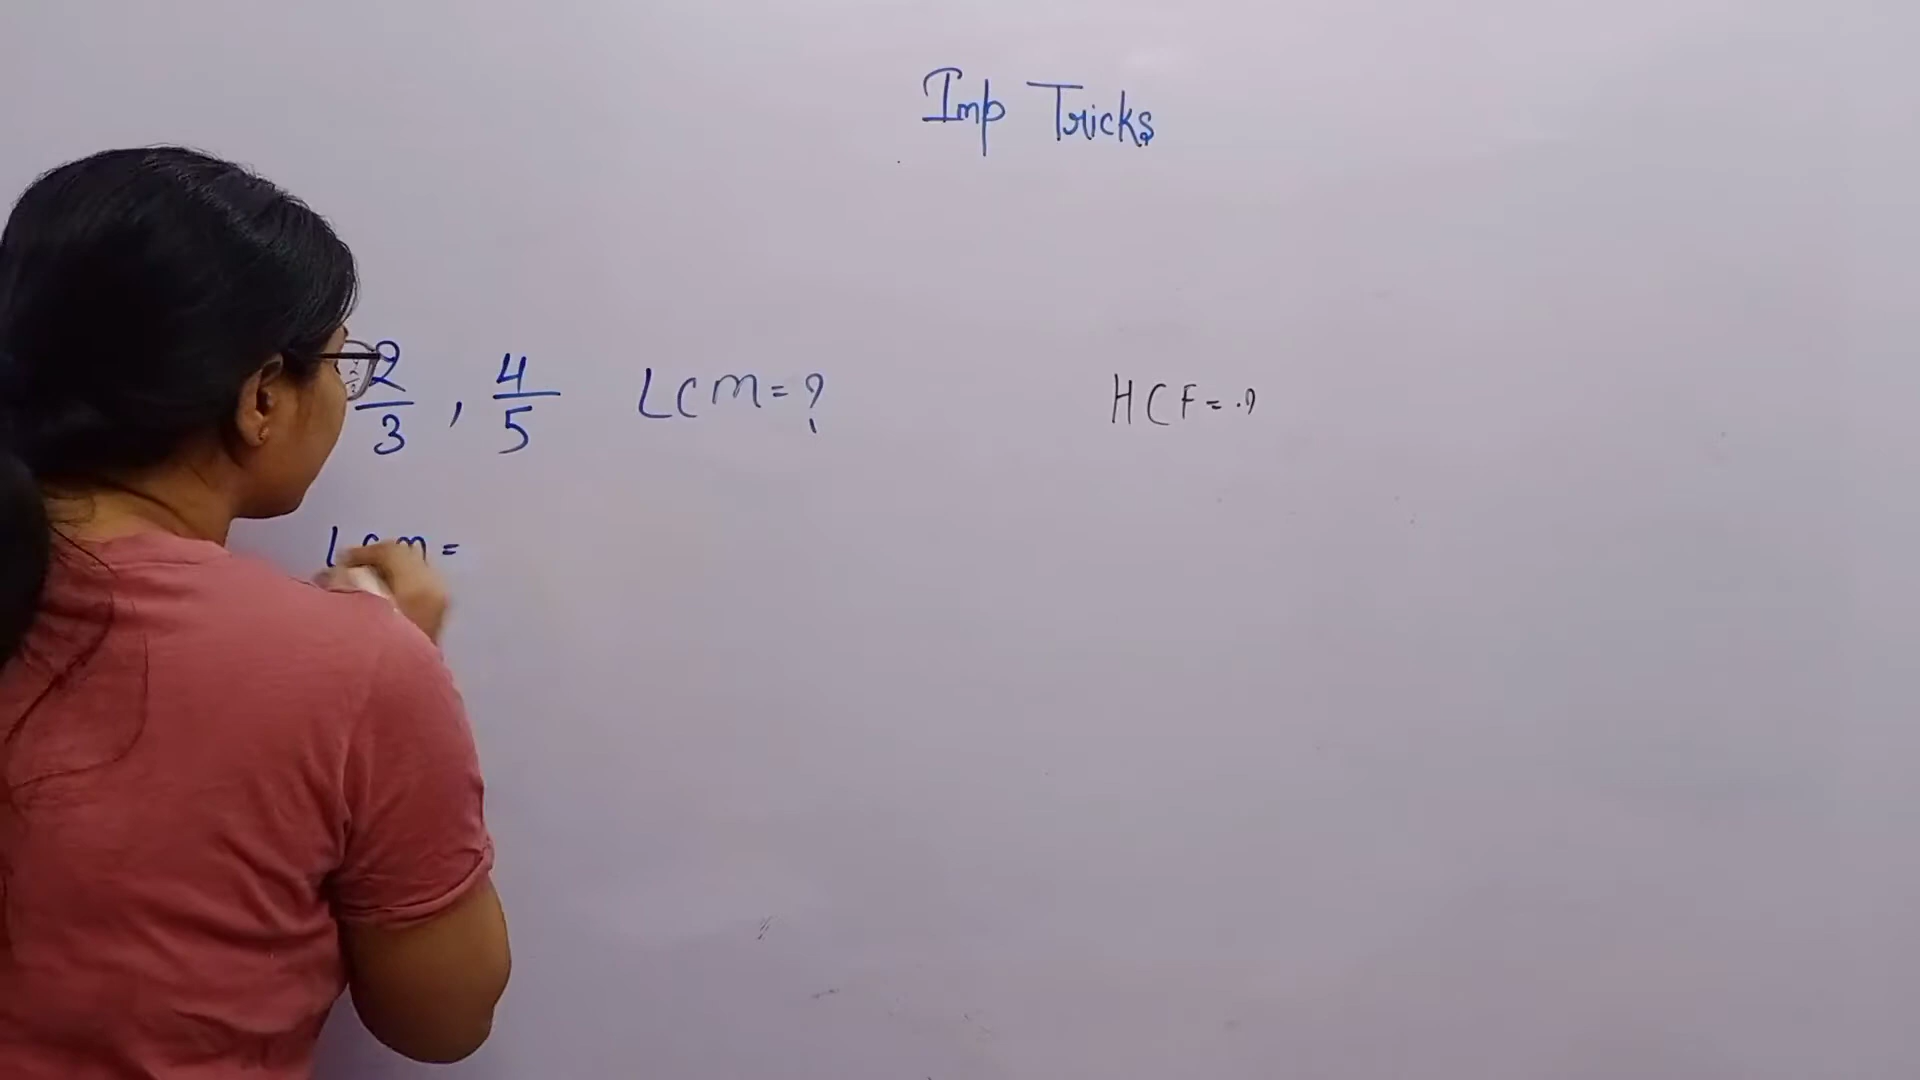 Imp Tricks
2/3 , 4/5 LCM = ? HCF = ?
LCM =